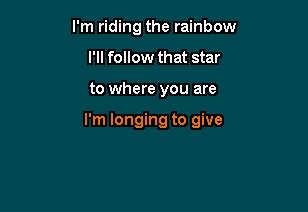 I'm riding the rainbow
I'll follow that star
to where you are
I'm longing to give